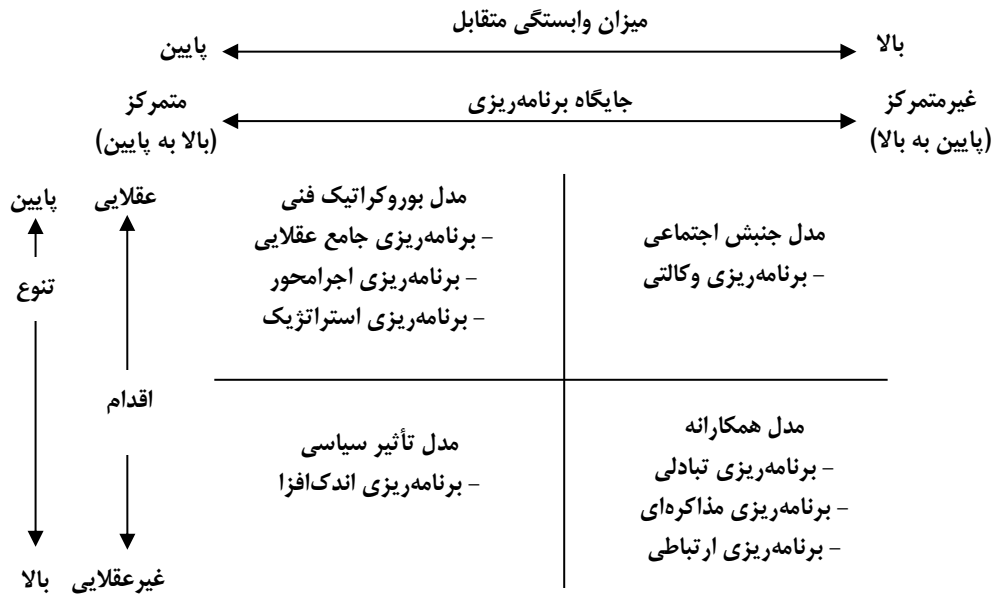 میزان وابستگی متقابل
بالا
پایین
جایگاه برنامه‌ریزی
غیرمتمرکز
(پایین به بالا)
متمرکز
(بالا به پایین)
مدل جنبش اجتماعی
– برنامه‌ریزی وکالتی
مدل بوروکراتیک فنی
– برنامه‌ریزی جامع عقلایی
– برنامه‌ریزی اجرامحور
– برنامه‌ریزی استراتژیک
عقلایی
پایین
تنوع
اقدام
مدل همکارانه
– برنامه‌ریزی تبادلی
– برنامه‌ریزی مذاکره‌ای
– برنامه‌ریزی ارتباطی
مدل تأثیر سیاسی
– برنامه‌ریزی اندک‌افزا
غیرعقلایی
بالا